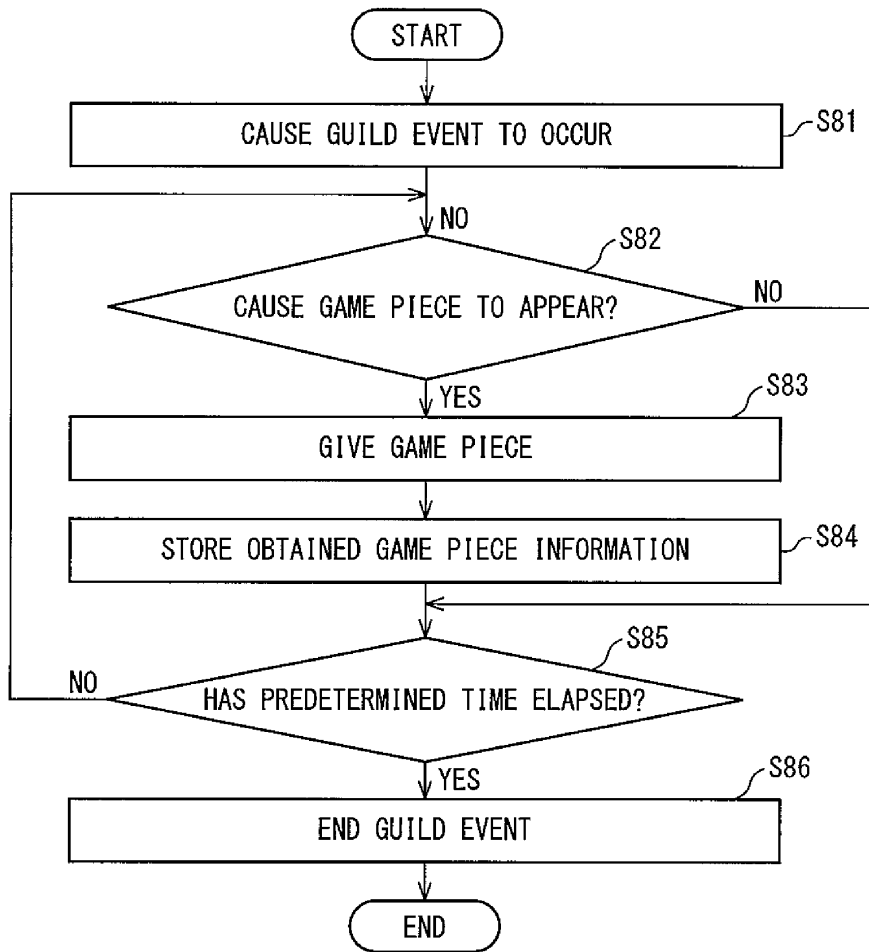 START
CAUSE GUILD EVENT TO OCCUR
S81
NO
S82
CAUSE GAME PIECE TO APPEAR?
NO
YES
S83
GIVE GAME PIECE
STORE OBTAINED GAME PIECE INFORMATION
S84
S85
NO
HAS PREDETERMINED TIME ELAPSED?
YES
S86
END GUILD EVENT
END